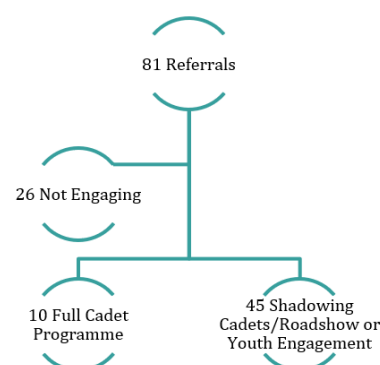 81 Referrals
26 Not Engaging
10 Full Cadet
Programme
45 Shadowing
Cadets/Roadshow or
Youth Engagement